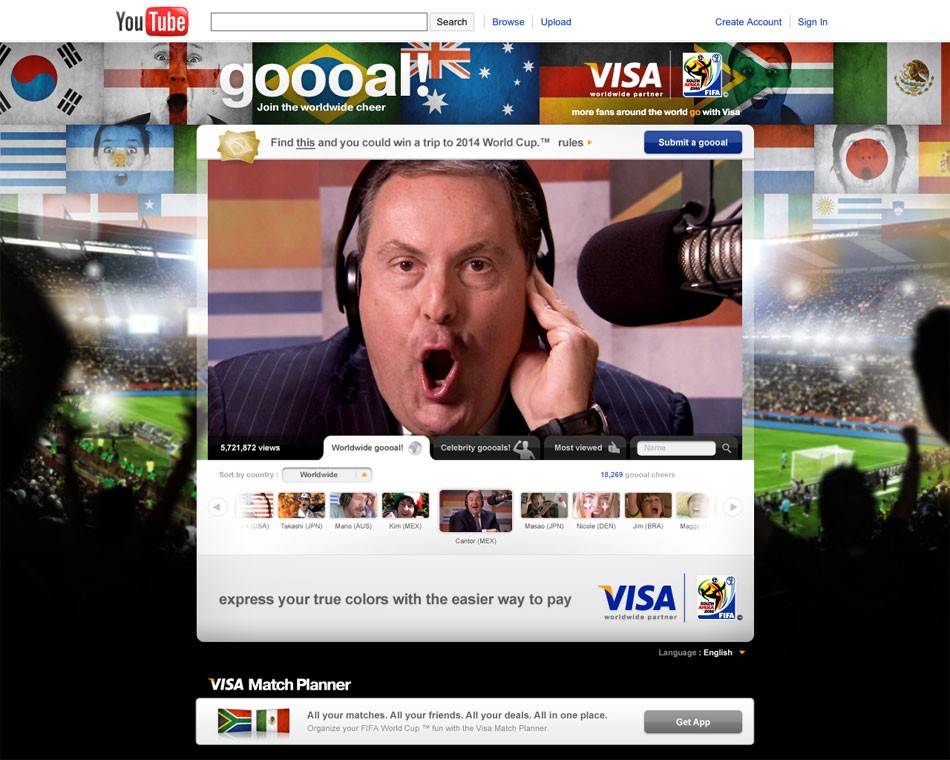 YouTube
Search
Browse
Upload
Create Account
Sign In
goooal!
Join the worldwide cheer
VISA
worldwide partner
SOUTH AFRICA 2010
FIFA
more fans around the world go with Visa
Find this and you could win a trip to 2014 World Cup.™ rules
Submit a goooal
5,721,872 views
Worldwide goooal!
Celebrity goooals!
Most viewed
Name
Sort by country :
Worldwide
18,269 goooal cheers
(USA)
Takashi (JPN)
Mario (AUS)
Kim (MEX)
Cantor (MEX)
Masao (JPN)
Nicole (DEN)
Jim (BRA)
Maggy
express your true colors with the easier way to pay
VISA
worldwide partner
SOUTH AFRICA 2010
FIFA
Language : English
VISA Match Planner
All your matches. All your friends. All your deals. All in one place.
Organize your FIFA World Cup ™ fun with the Visa Match Planner.
Get App